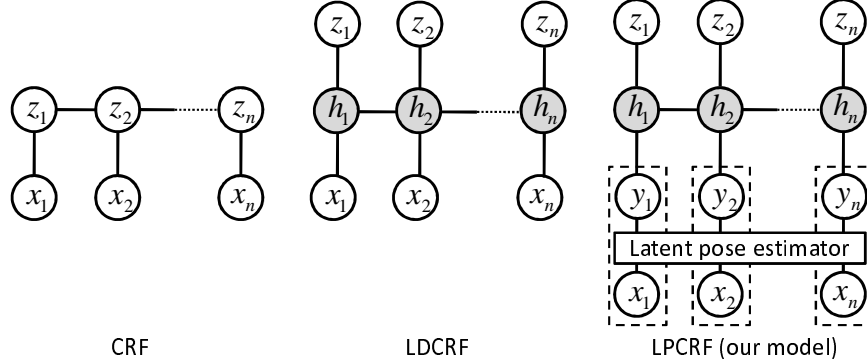 z1 z2 zn
h1 h2 hn
x1 x2 xn
z1 z2 zn
x1 x2 xn
z1 z2 zn
h1 h2 hn
y1 y2 yn
Latent pose estimator
x1 x2 xn
CRF
LDCRF
LPCRF (our model)